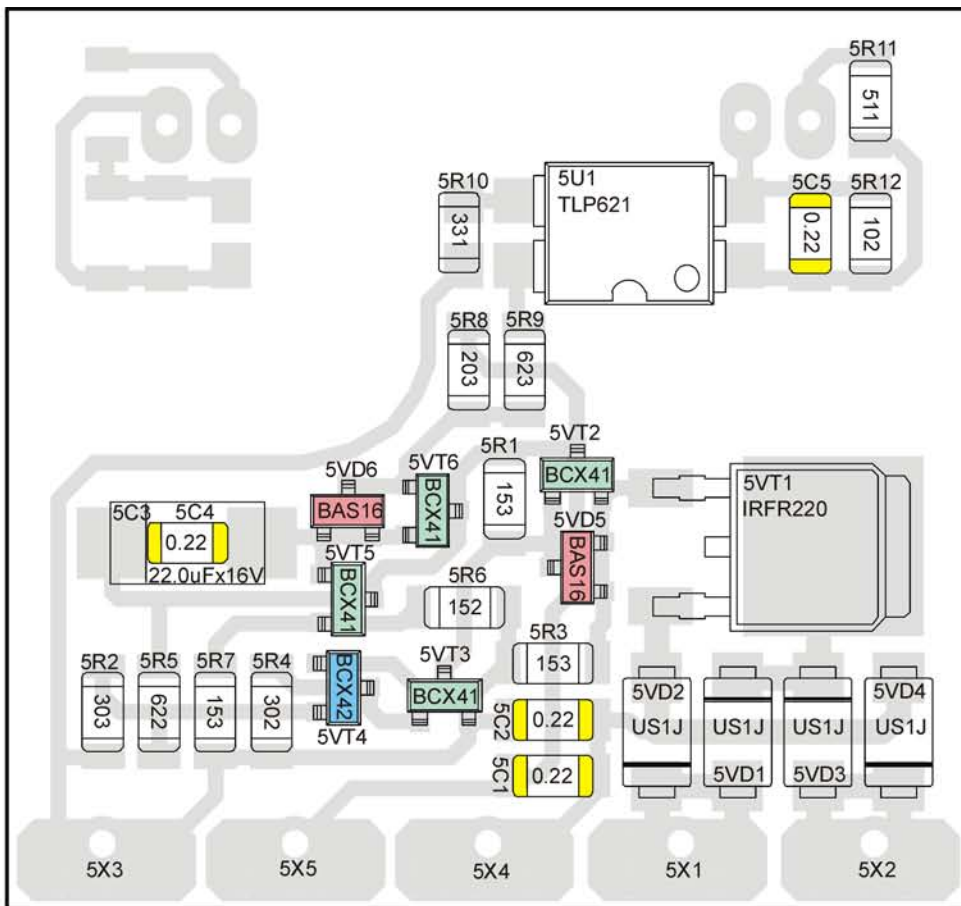 5R11
511
5R10
331
5U1
TLP621
5C5
0.22
5R12
102
5R8
203
5R9
623
5VD6
BAS16
5VT6
BCX41
5R1
153
5VT2
BCX41
5VT1
IRFR220
5C3
5C4
0.22
22.0uFx16V
5VT5
BCX41
5VD5
BAS16
5R6
152
5R2
303
5R5
622
5R7
153
5R4
302
BCX42
5VT4
5VT3
BCX41
5R3
153
5C2
0.22
5C1
0.22
5VD2
US1J
US1J
5VD1
US1J
5VD3
5VD4
US1J
5X3
5X5
5X4
5X1
5X2